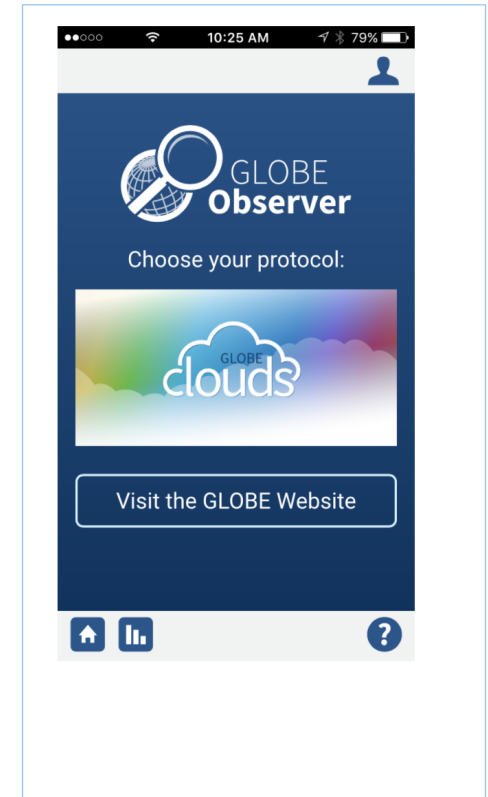 10:25 AM 79%
GLOBE
Observer
Choose your protocol:
GLOBE
clouds
Visit the GLOBE Website
?